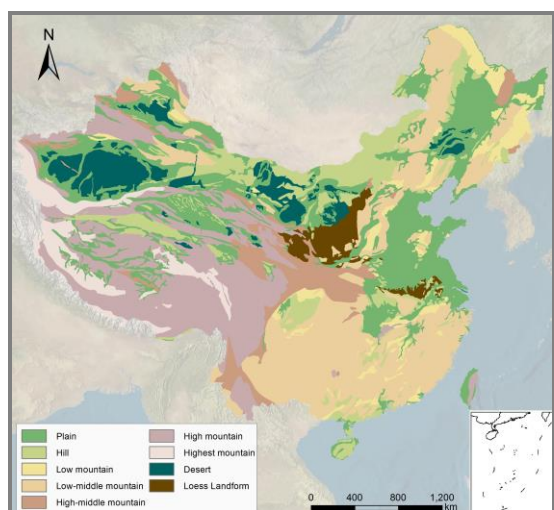 N
Plain
Hill
Low mountain
Low-middle mountain
High-middle mountain
High mountain
Highest mountain
Desert
Loess Landform
0 400 800 1,200
km